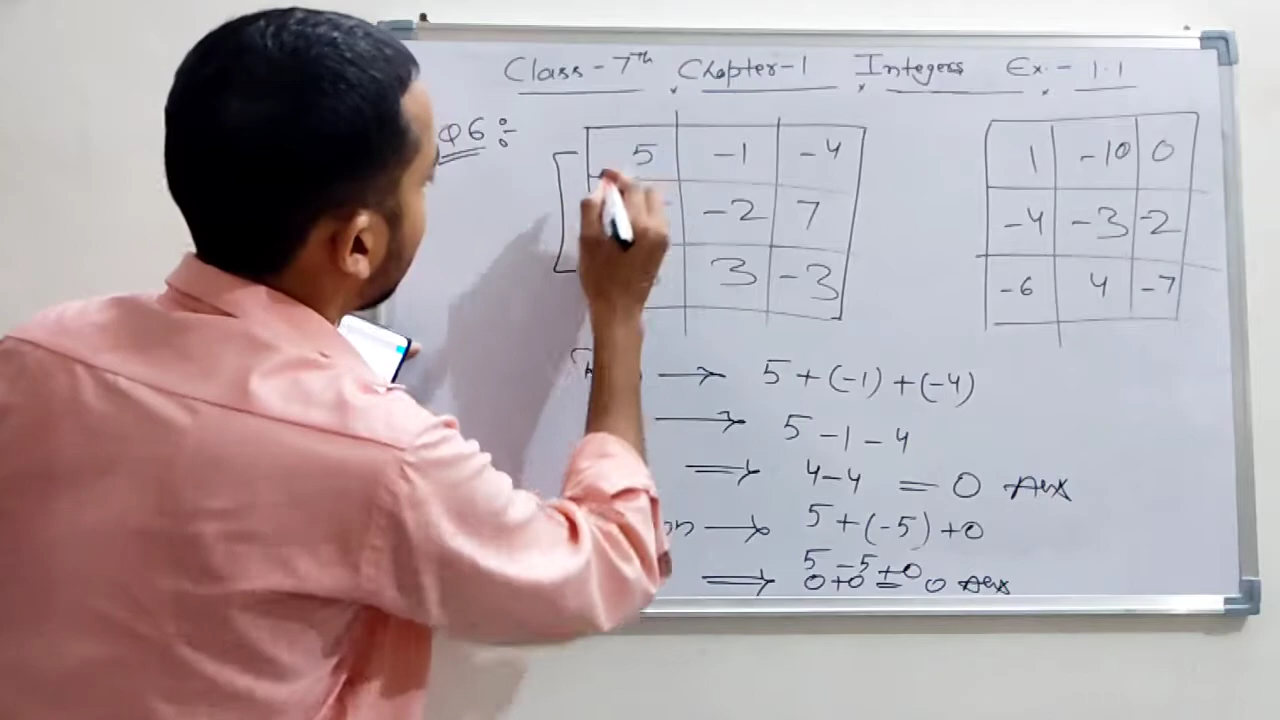 Class - 7th Chapter-1 Integers Ex.- 1.1
Q6 :-
5 -1 -4
-2 7
3 -3
1 -10 0
-4 -3 -2
-6 4 -7
→ 5 + (-1) + (-4)
→ 5 - 1 - 4
⇒ 4-4 = 0 Ans
→ 5 + (-5) + 0
5 - 5 + 0
⇒ 0+0 = 0 Ans